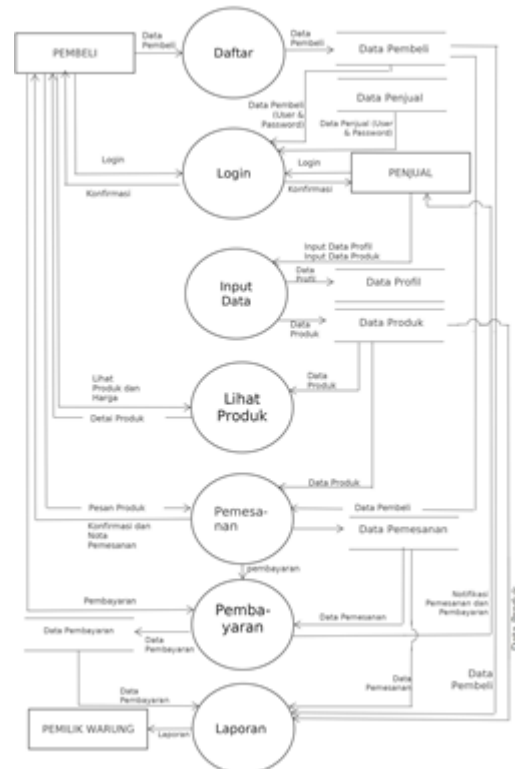 PEMBELI
Data
Pembeli
Daftar
Data
Pembeli
Data Pembeli
Data Penjual
Data Pembeli
(User &
Password)
Data Penjual (User
& Password)
Login
Konfirmasi
Login
Login
Konfirmasi
PENJUAL
Input Data Profil
Input Data Produk
Input
Data
Data
Profil
Data Profil
Data
Produk
Data Produk
Lihat
Produk dan
Harga
Detai Produk
Lihat
Produk
Data
Produk
Data Produk
Pesan Produk
Konfirmasi dan
Nota
Pemesanan
Pemesa-
nan
Data Pembeli
Data Pemesanan
pembayaran
Pembayaran
Pemba-
yaran
Data Pemesanan
Notifikasi
Pemesanan dan
Pembayaran
Data Produk
Data Pembayaran
Data
Pembayaran
Data
Pembeli
Data
Pemesanan
Data
Pembayaran
PEMILIK WARUNG
Laporan
Laporan